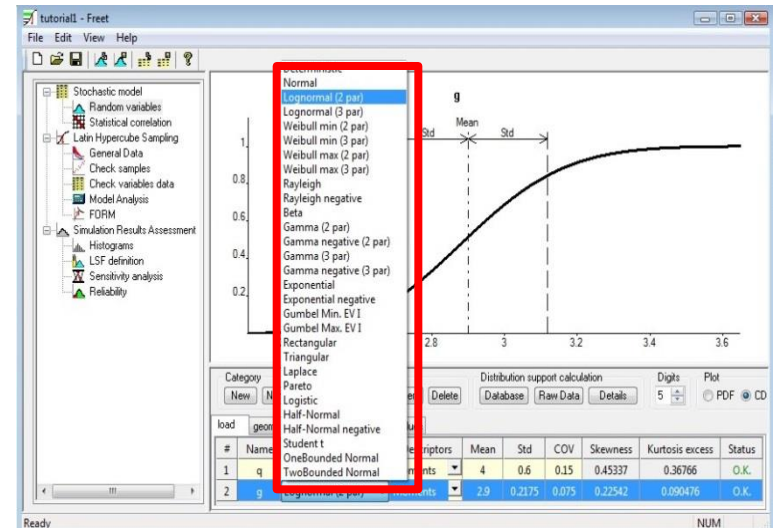 tutorial1 - Freet
File Edit View Help
Stochastic model
Random variables
Statistical correlation
Latin Hypercube Sampling
General Data
Check samples
Check variables data
Model Analysis
FORM
Simulation Results Assessment
Histograms
LSF definition
Sensitivity analysis
Reliability
Deterministic
Normal
Lognormal (2 par)
Lognormal (3 par)
Weibull min (2 par)
Weibull min (3 par)
Weibull max (2 par)
Weibull max (3 par)
Rayleigh
Rayleigh negative
Beta
Gamma (2 par)
Gamma negative (2 par)
Gamma (3 par)
Gamma negative (3 par)
Exponential
Exponential negative
Gumbel Min. EV I
Gumbel Max. EV I
Rectangular
Triangular
Laplace
Pareto
Logistic
Half-Normal
Half-Normal negative
Student t
OneBounded Normal
TwoBounded Normal
g
Mean
Std Std
1.
0.8
0.6
0.4
0.2
2.8 3 3.2 3.4 3.6
Category Distribution support calculation Digits Plot
New Delete Database Raw Data Details 5 PDF CD
load
# Name Mean Std COV Skewness Kurtosis excess Status
1 q 4 0.6 0.15 0.45337 0.36766 O.K.
2 g Lognormal (2 par) Moments 2.9 0.2175 0.075 0.22542 0.090476 O.K.
Ready NUM